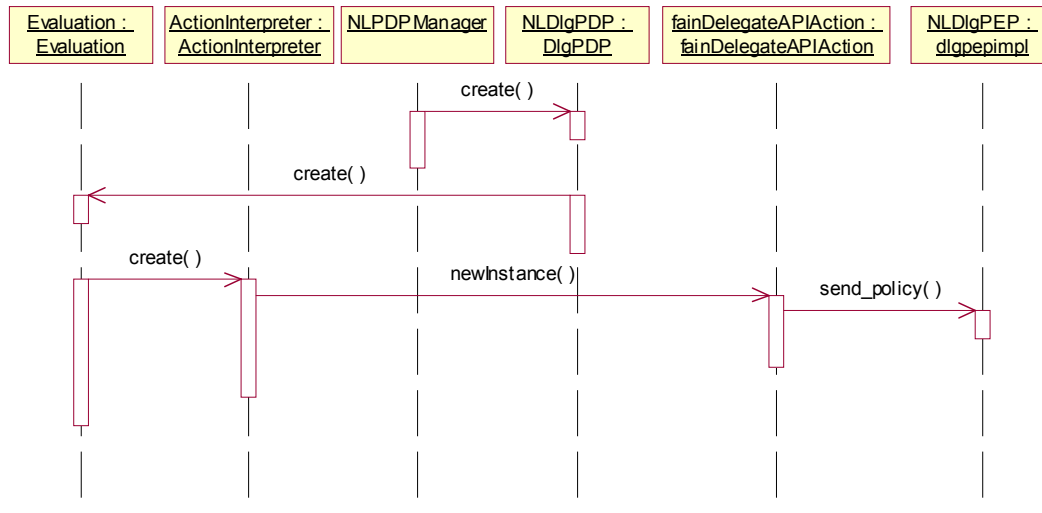 Evaluation :
Evaluation
ActionInterpreter :
ActionInterpreter
NLPDPManager
NLDlgPDP :
DlgPDP
fainDelegateAPIAction :
fainDelegateAPIAction
NLDlgPEP :
dlgpepimpl
create( )
create( )
create( )
newInstance( )
send_policy( )